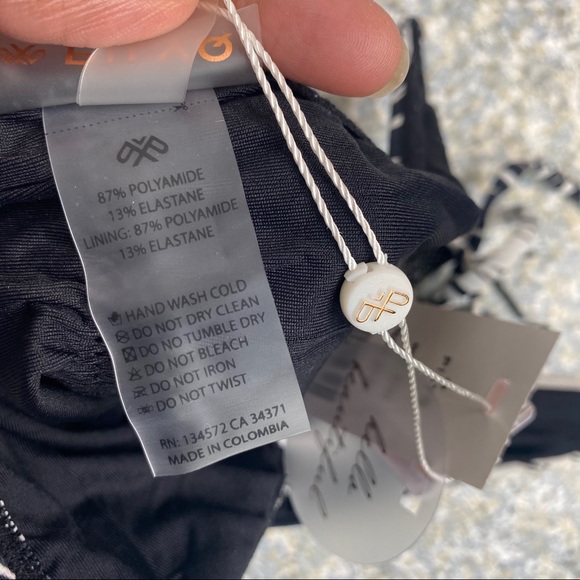 87% POLYAMIDE
13% ELASTANE
LINING: 87% POLYAMIDE
13% ELASTANE
HAND WASH COLD
DO NOT DRY CLEAN
DO NOT TUMBLE DRY
DO NOT BLEACH
DO NOT IRON
DO NOT TWIST
RN: 134572 CA 34371
MADE IN COLOMBIA